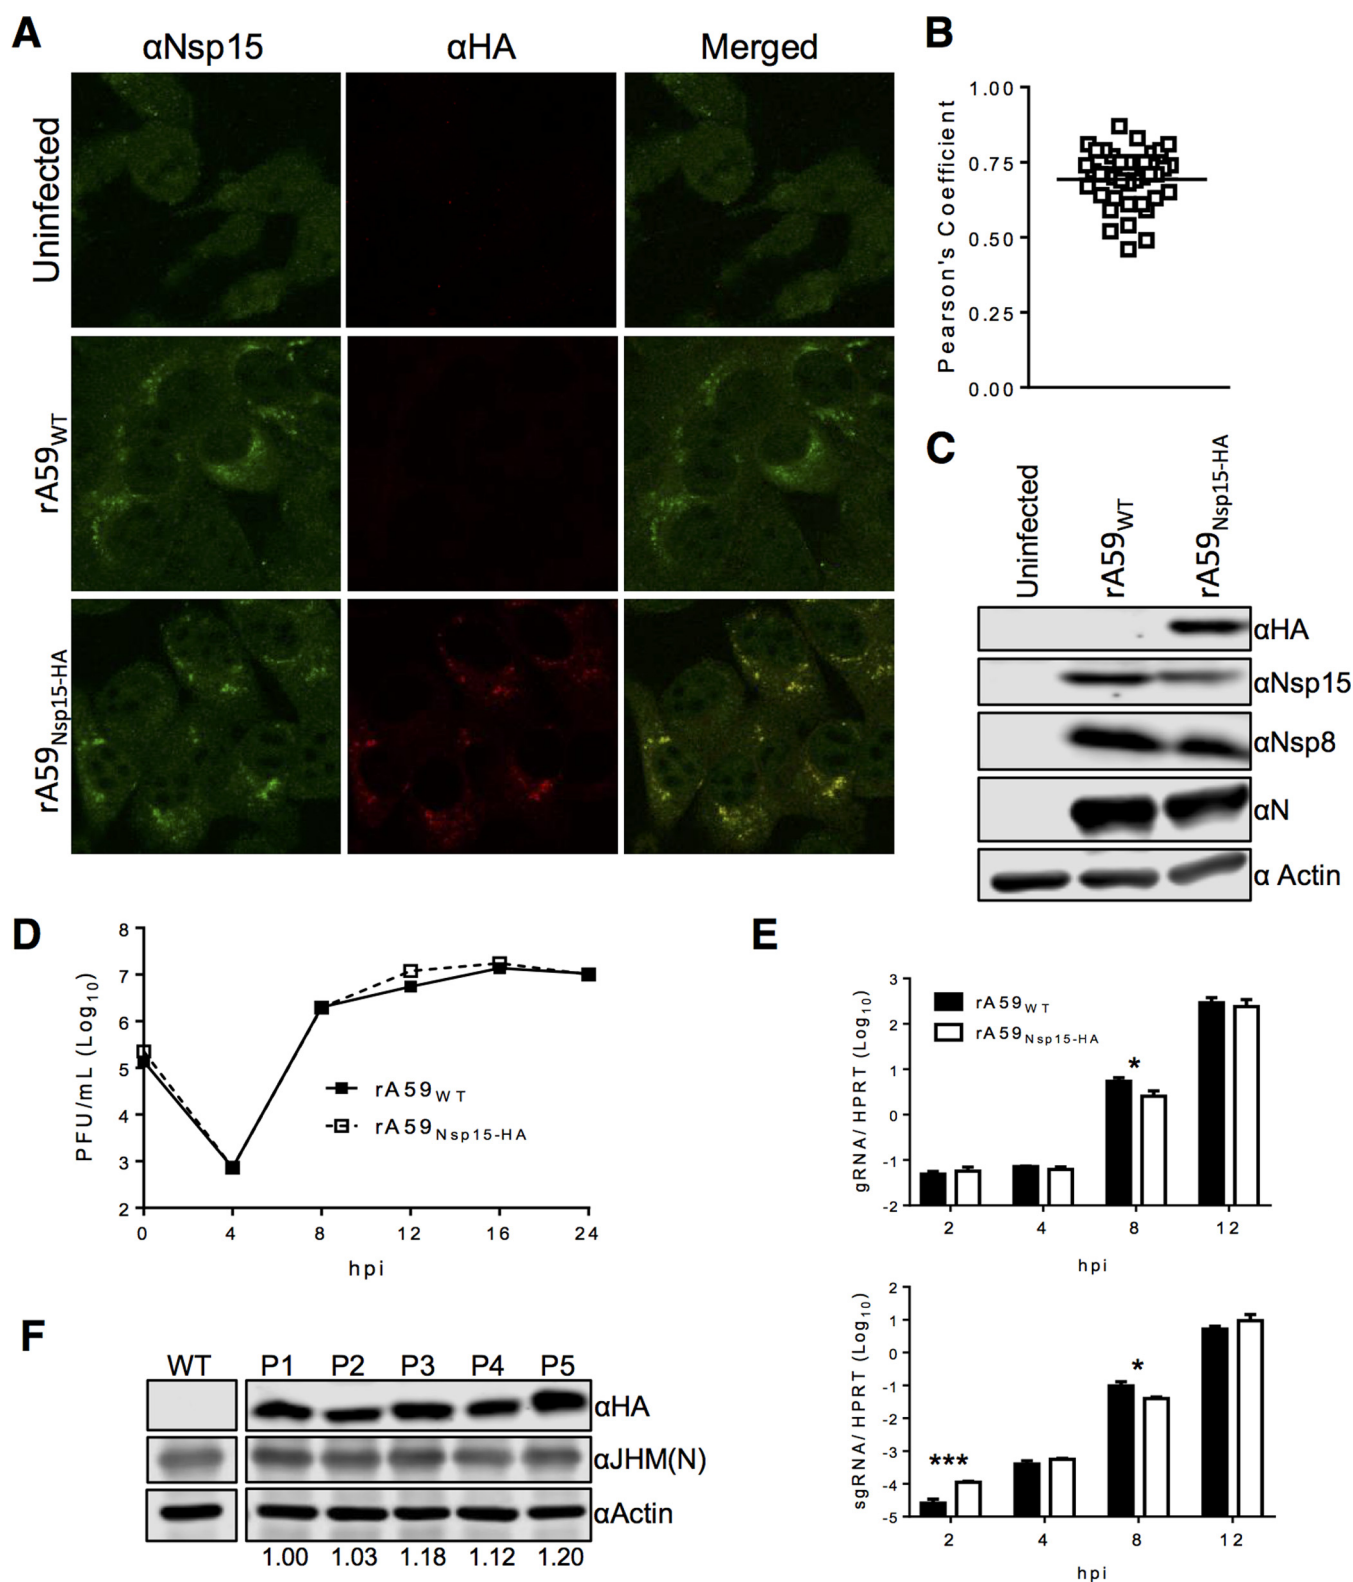 A
αNsp15 αHA Merged
Uninfected
rA59WT
rA59Nsp15-HA
B
1.00
0.75
0.50
0.25
0.00
Pearson's Coefficient
C
Uninfected
rA59WT
rA59Nsp15-HA
αHA
αNsp15
αNsp8
αN
α Actin
D
8
7
6
5
4
3
2
PFU/mL (Log10)
rA59WT
rA59Nsp15-HA
0 4 8 12 16 24
hpi
E
3
2
1
0
-1
-2
gRNA/ HPRT (Log10)
rA59WT
rA59Nsp15-HA
*
2 4 8 12
hpi
2
1
0
-1
-2
-3
-4
-5
sgRNA/ HPRT (Log10)
***
*
2 4 8 12
hpi
F
WT P1 P2 P3 P4 P5
αHA
αJHM(N)
αActin
1.00 1.03 1.18 1.12 1.20